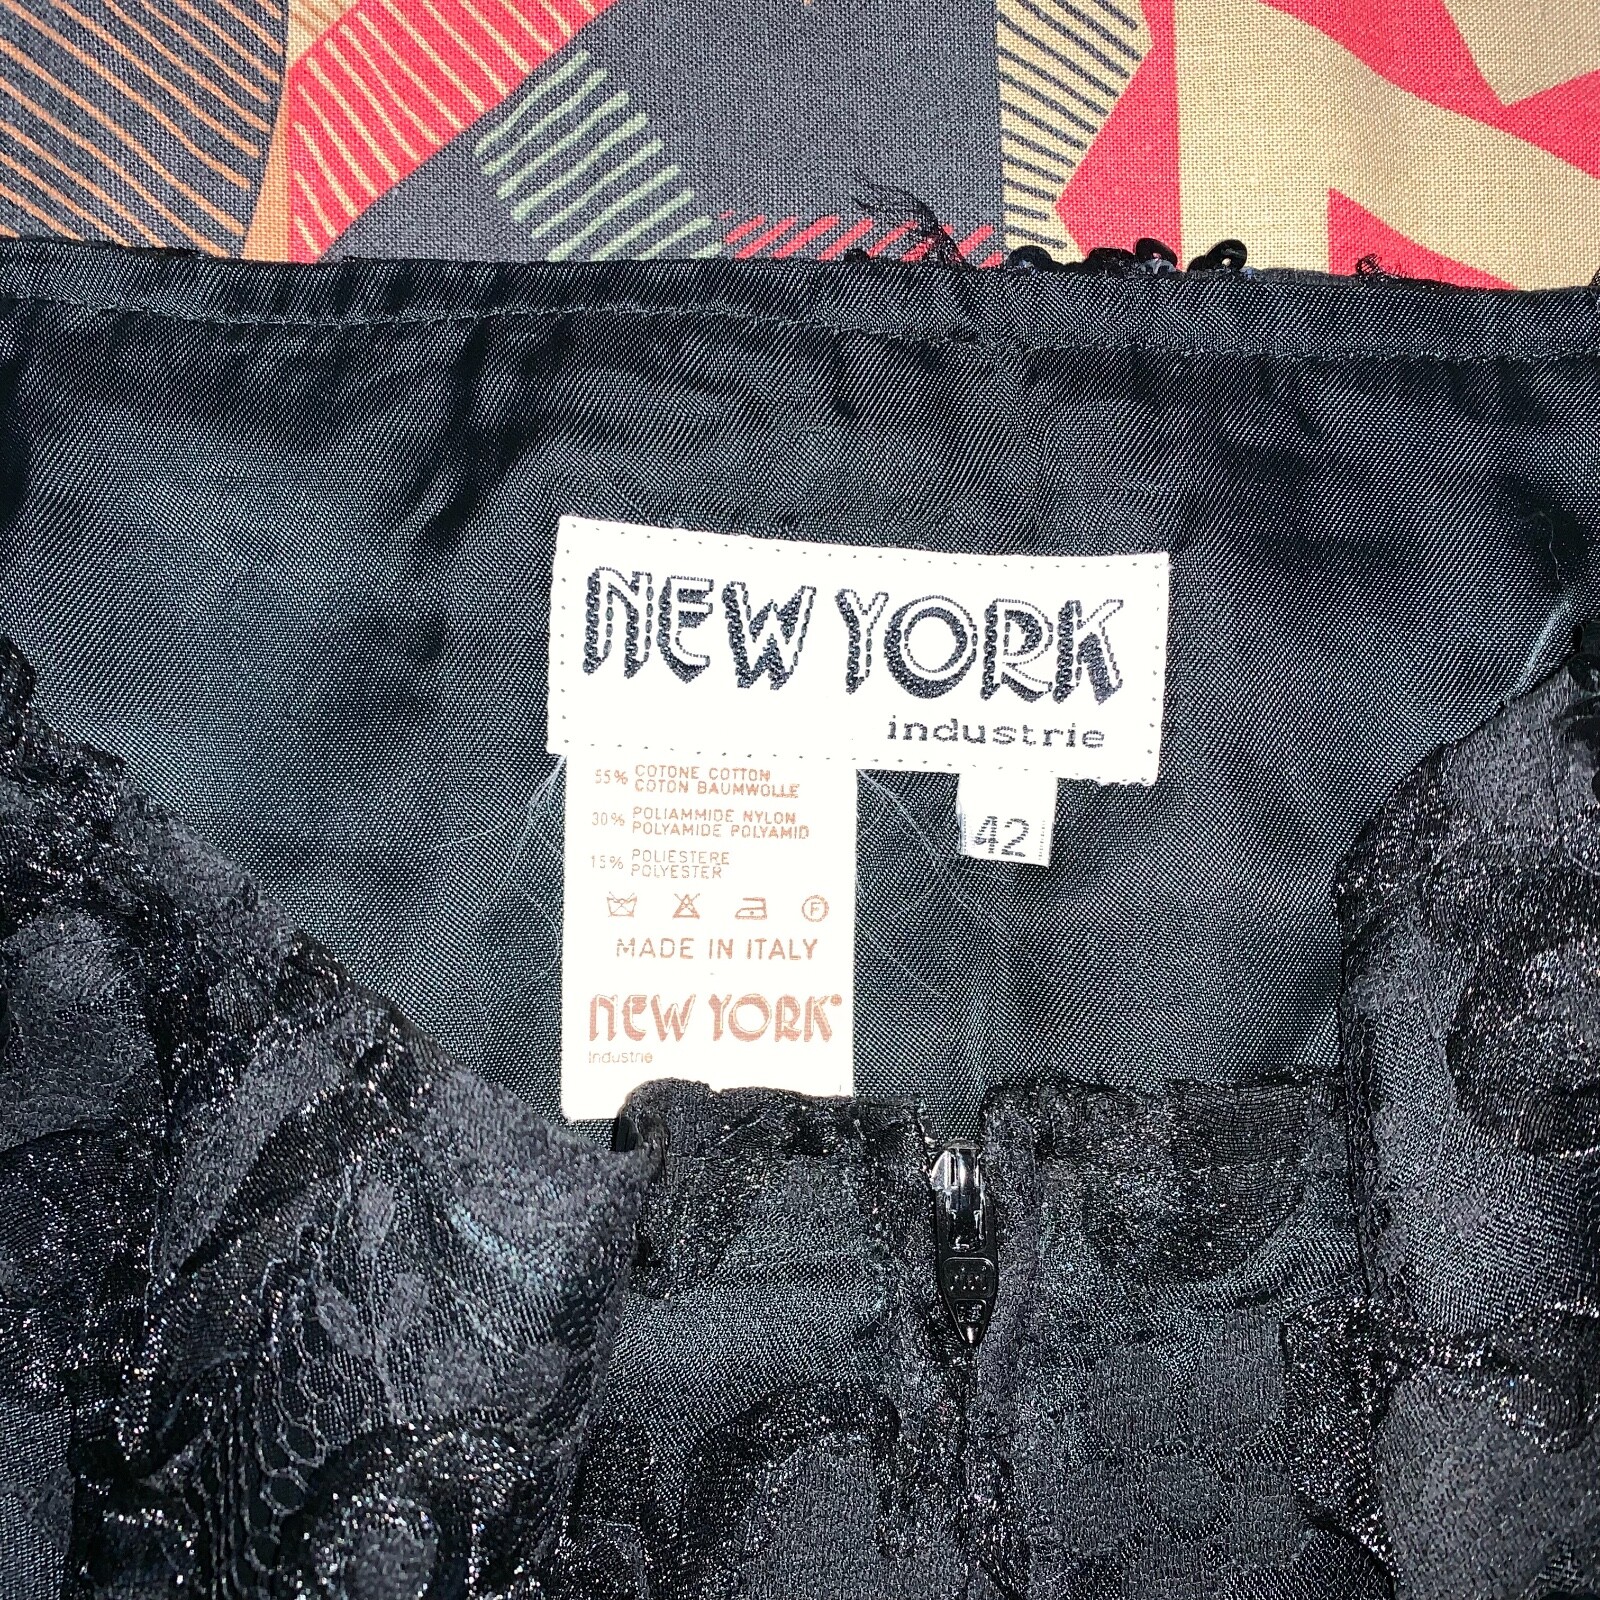 NEW YORK
industrie
42
55% COTONE COTTON
COTON BAUMWOLLE
30% POLIAMMIDE NYLON
POLYAMIDE POLYAMID
15% POLIESTERE
POLYESTER
F
MADE IN ITALY
NEW YORK
Industrie